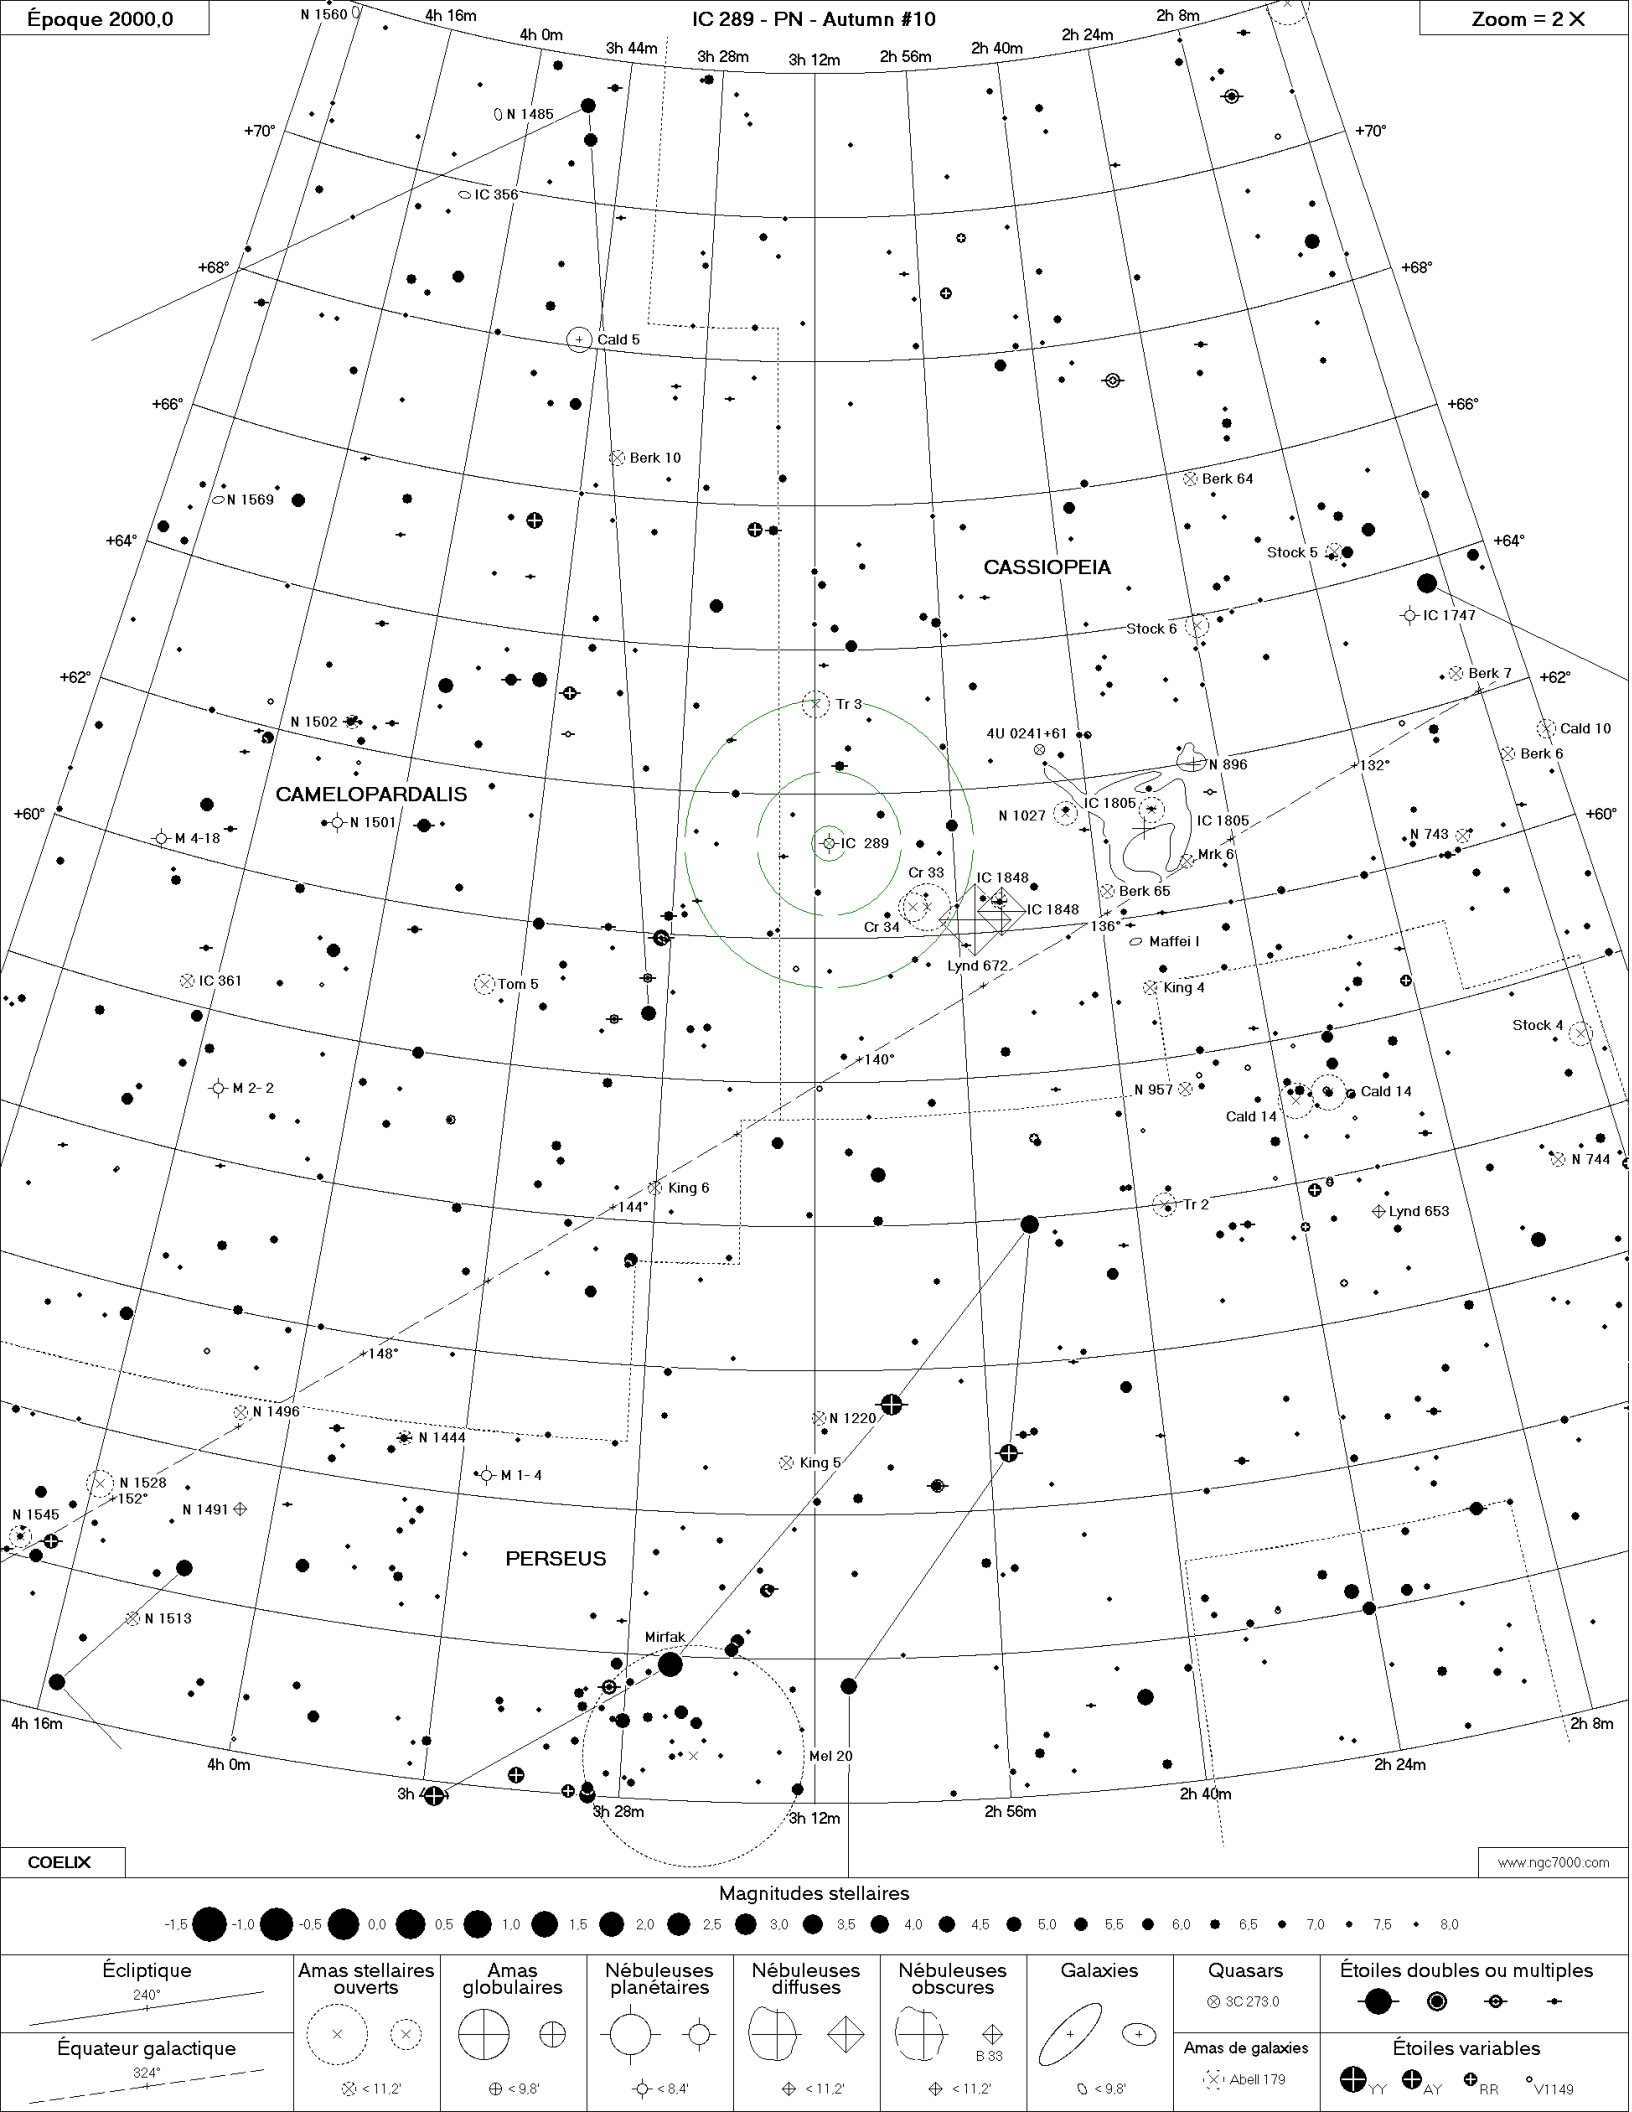 Époque 2000,0
IC 289 - PN - Autumn #10
Zoom = 2 X
N 1560
4h 16m
4h 0m
3h 44m
3h 28m
3h 12m
2h 56m
2h 40m
2h 24m
2h 8m
N 1485
+70°
+70°
IC 356
+68°
+68°
Cald 5
+66°
+66°
Berk 10
Berk 64
N 1569
+64°
+64°
Stock 5
CASSIOPEIA
IC 1747
Stock 6
+62°
Berk 7
+62°
N 1502
Tr 3
Cald 10
4U 0241+61
Berk 6
N 896
132°
CAMELOPARDALIS
IC 1805
+60°
N 1027
IC 1805
+60°
N 1501
M 4-18
N 743
IC 289
Mrk 6
Cr 33
IC 1848
Berk 65
IC 1848
Cr 34
136°
Maffei I
Lynd 672
IC 361
Tom 5
King 4
Stock 4
140°
M 2-2
N 957
Cald 14
Cald 14
N 744
King 6
144°
Tr 2
Lynd 653
148°
N 1496
N 1220
N 1444
King 5
M 1-4
N 1528
152°
N 1491
N 1545
PERSEUS
N 1513
Mirfak
4h 16m
2h 8m
Mel 20
4h 0m
2h 24m
3h 28m
3h 12m
2h 56m
2h 40m
COELIX
www.ngc7000.com
Magnitudes stellaires
-1,5 -1,0 -0,5 0,0 0,5 1,0 1,5 2,0 2,5 3,0 3,5 4,0 4,5 5,0 5,5 6,0 6,5 7,0 7,5 8,0
Écliptique
240°
Équateur galactique
324°
Amas stellaires
ouverts
< 11,2'
Amas
globulaires
< 9,8'
Nébuleuses
planétaires
< 8,4'
Nébuleuses
diffuses
< 11,2'
Nébuleuses
obscures
B 33
< 11,2'
Galaxies
< 9,8'
Quasars
3C 273.0
Amas de galaxies
Abell 179
Étoiles doubles ou multiples
Étoiles variables
YY AY RR V1149